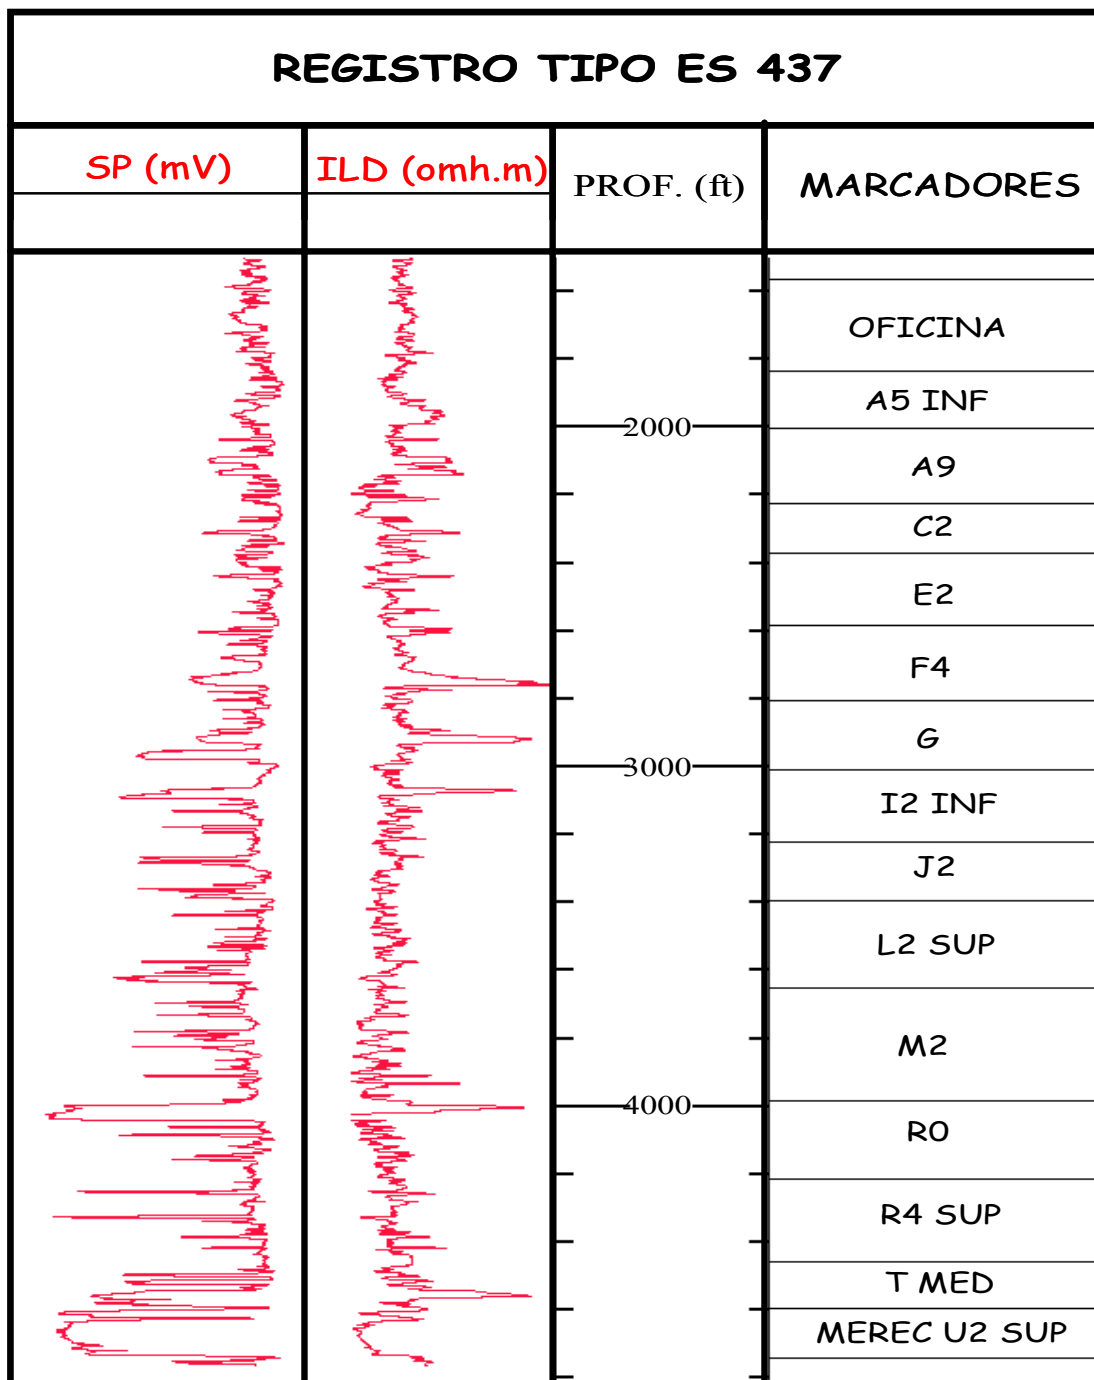 REGISTRO TIPO ES 437
SP (mV)
ILD (omh.m)
PROF. (ft)
MARCADORES
OFICINA
A5 INF
2000
A9
C2
E2
F4
G
3000
I2 INF
J2
L2 SUP
M2
4000
R0
R4 SUP
T MED
MEREC U2 SUP